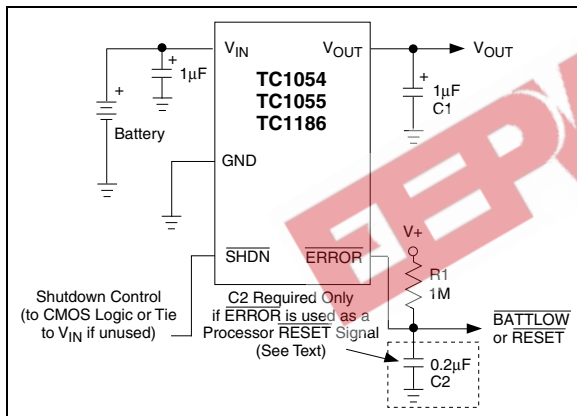 VIN
VOUT
VOUT
+
1µF
TC1054
TC1055
TC1186
+
1µF
C1
+
Battery
GND
V+
SHDN
ERROR
R1
1M
Shutdown Control
(to CMOS Logic or Tie
to VIN if unused)
C2 Required Only
if ERROR is used as a
Processor RESET Signal
(See Text)
BATTLOW
or RESET
0.2µF
C2